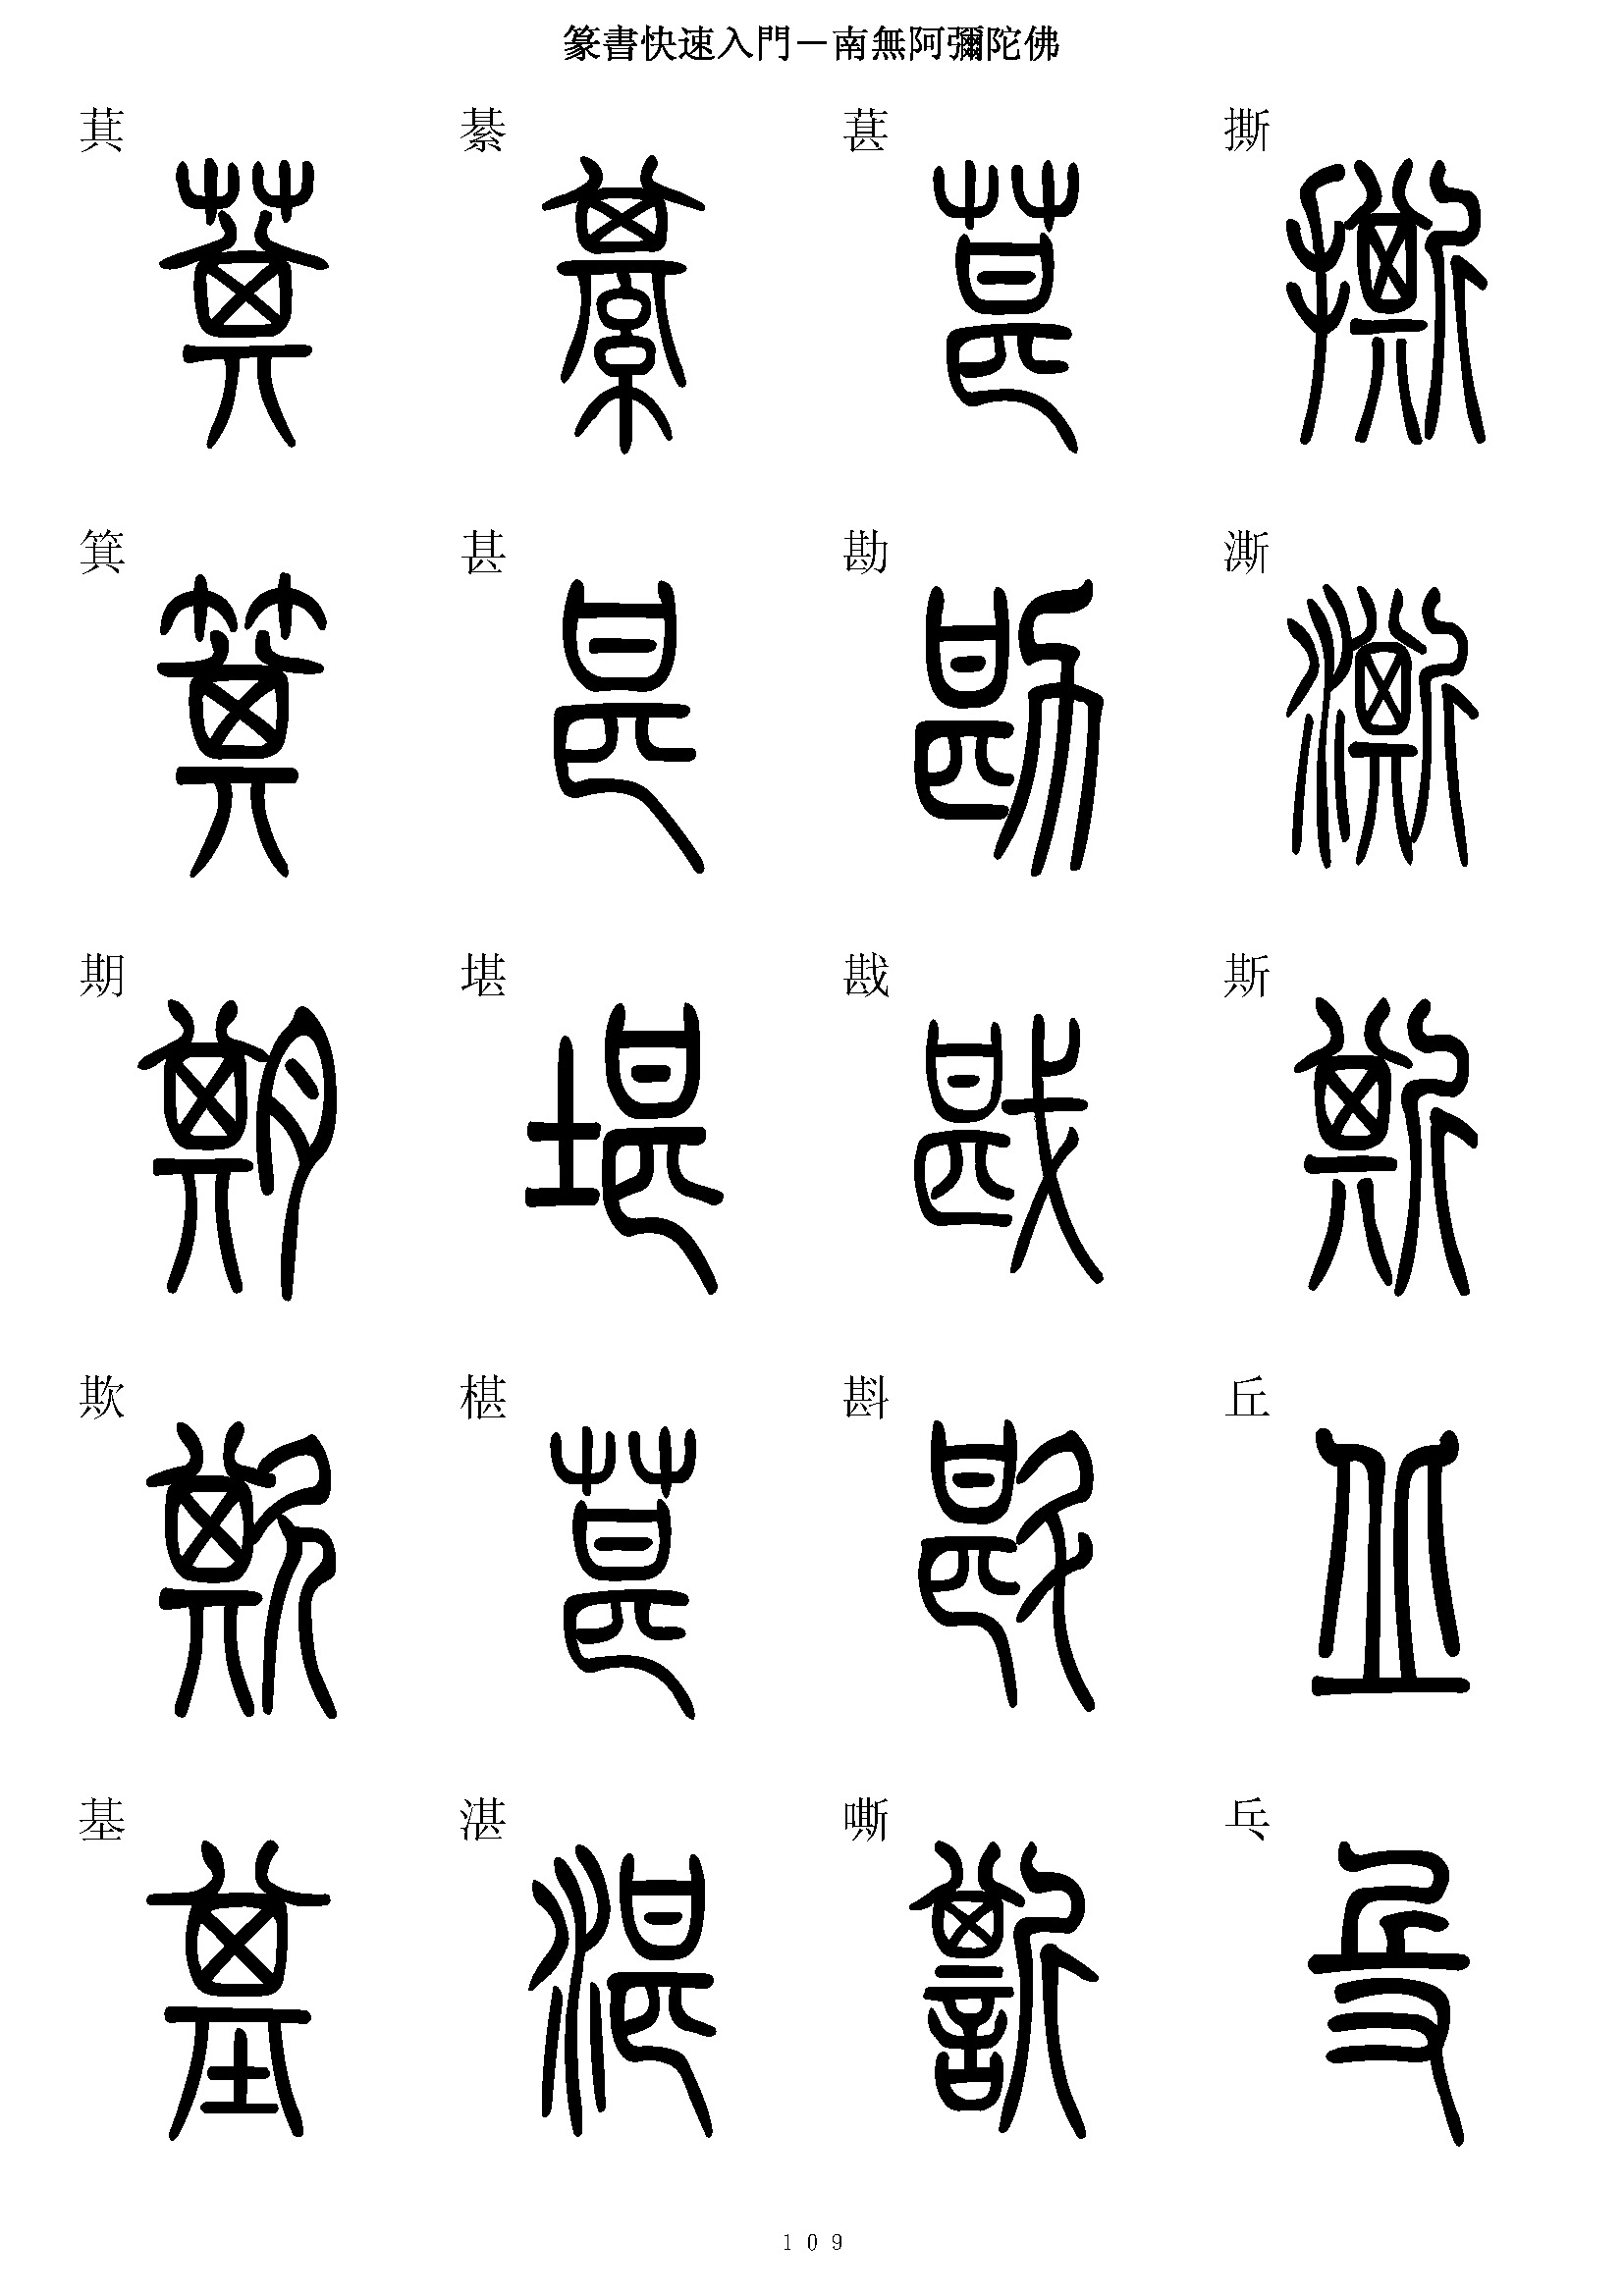 篆書快速入門－南無阿彌陀佛
萁 綦 葚 撕
箕 甚 勘 澌
期 堪 戡 斯
欺 椹 斟 丘
基 湛 嘶 乓
109